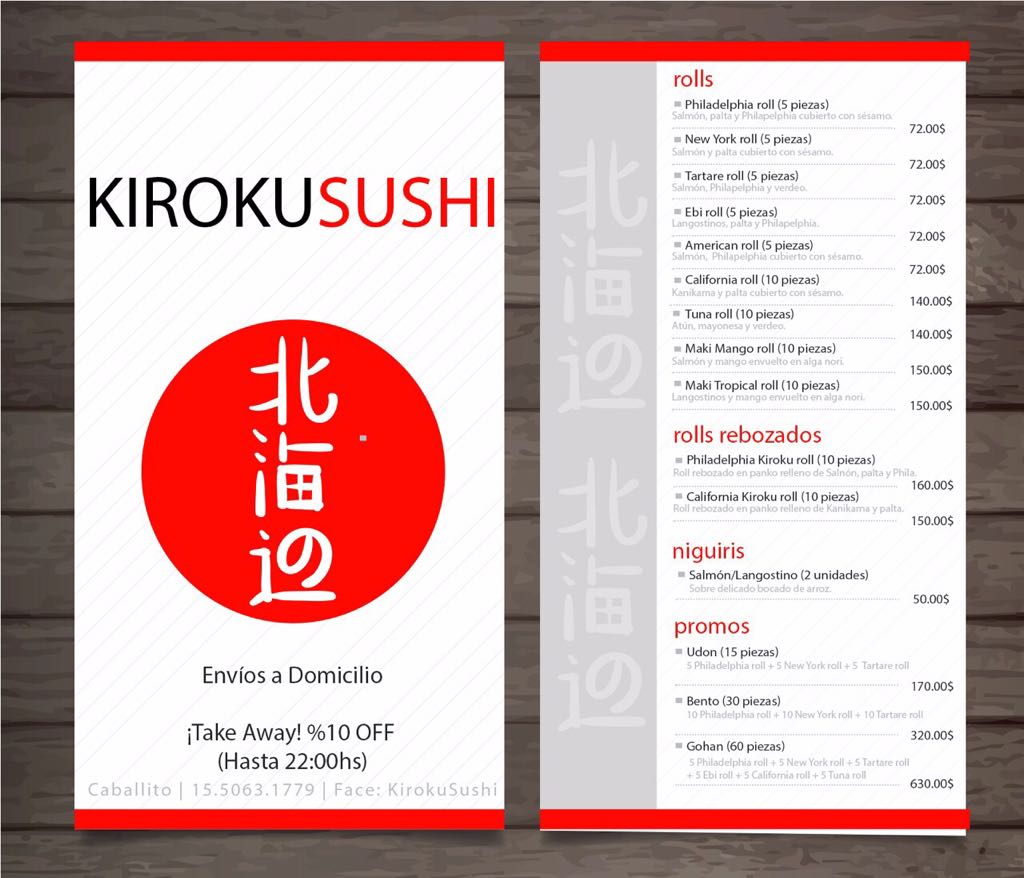 KIROKUSUSHI
北海道
Envíos a Domicilio
¡Take Away! %10 OFF
(Hasta 22:00hs)
Caballito | 15.5063.1779 | Face: KirokuSushi
北海道
北海道
rolls
Philadelphia roll (5 piezas)
Salmón, palta y Philapelphia cubierto con sésamo.
72.00$
New York roll (5 piezas)
Salmón y palta cubierto con sésamo.
72.00$
Tartare roll (5 piezas)
Salmón, Philapelphia y verdeo.
72.00$
Ebi roll (5 piezas)
Langostinos, palta y Philapelphia.
72.00$
American roll (5 piezas)
Salmón, Philapelphia cubierto con sésamo.
72.00$
California roll (10 piezas)
Kanikama y palta cubierto con sésamo.
140.00$
Tuna roll (10 piezas)
Atún, mayonesa y verdeo.
140.00$
Maki Mango roll (10 piezas)
Salmón y mango envuelto en alga nori.
150.00$
Maki Tropical roll (10 piezas)
Langostinos y mango envuelto en alga nori.
150.00$
rolls rebozados
Philadelphia Kiroku roll (10 piezas)
Roll rebozado en panko relleno de Salnón, palta y Phila.
160.00$
California Kiroku roll (10 piezas)
Roll rebozado en panko relleno de Kanikama y palta.
150.00$
niguiris
Salmón/Langostino (2 unidades)
Sobre delicado bocado de arroz.
50.00$
promos
Udon (15 piezas)
5 Philadelphia roll + 5 New York roll + 5 Tartare roll
170.00$
Bento (30 piezas)
10 Philadelphia roll + 10 New York roll + 10 Tartare roll
320.00$
Gohan (60 piezas)
5 Philadelphia roll + 5 New York roll + 5 Tartare roll
+ 5 Ebi roll + 5 California roll + 5 Tuna roll
630.00$